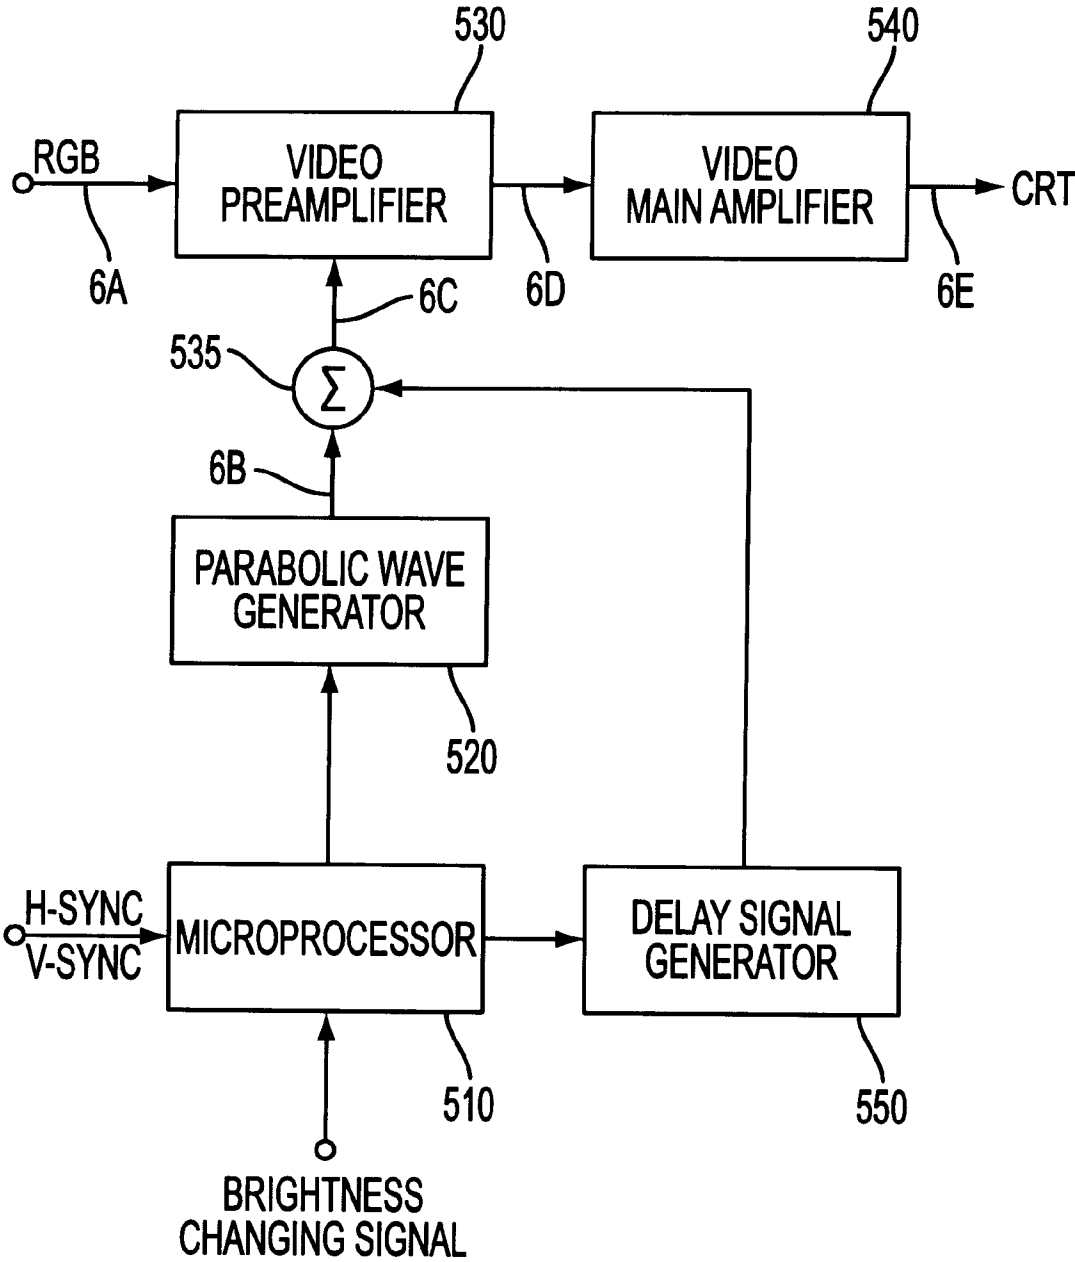 530
540
RGB
VIDEO
PREAMPLIFIER
VIDEO
MAIN AMPLIFIER
CRT
6A
6C
6D
6E
535
Σ
6B
PARABOLIC WAVE
GENERATOR
520
H-SYNC
V-SYNC
MICROPROCESSOR
DELAY SIGNAL
GENERATOR
510
550
BRIGHTNESS
CHANGING SIGNAL